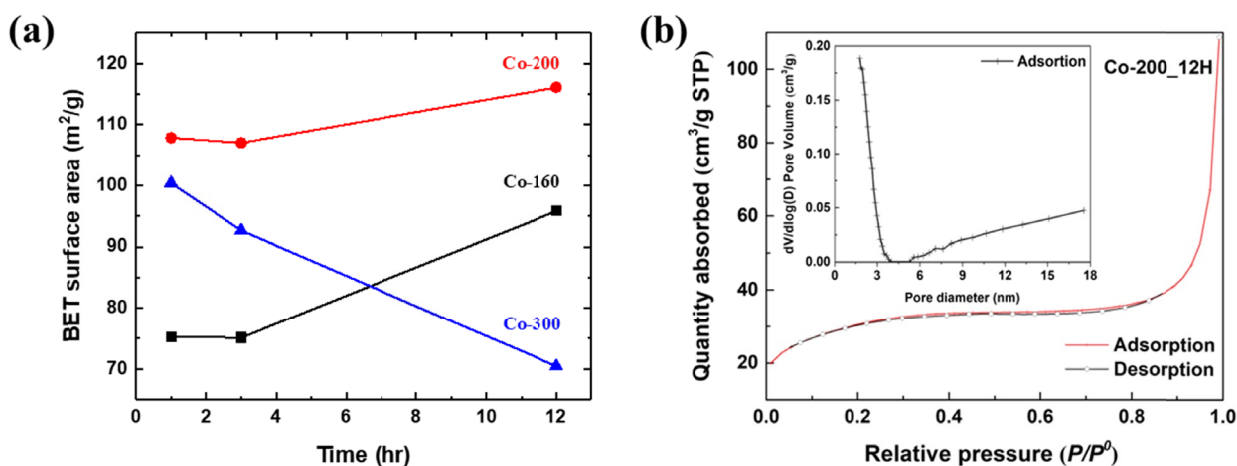 (a)
BET surface area (m²/g)
120
110
100
90
80
70
Co-200
Co-160
Co-300
0 2 4 6 8 10 12
Time (hr)
(b)
Quantity absorbed (cm³/g STP)
100
80
60
40
20
Co-200_12H
dV/dlog(D) Pore Volume (cm³/g)
0.20
0.15
0.10
0.05
0.00
Adsortion
0 3 6 9 12 15 18
Pore diameter (nm)
Adsorption
Desorption
0.0 0.2 0.4 0.6 0.8 1.0
Relative pressure (P/P⁰)